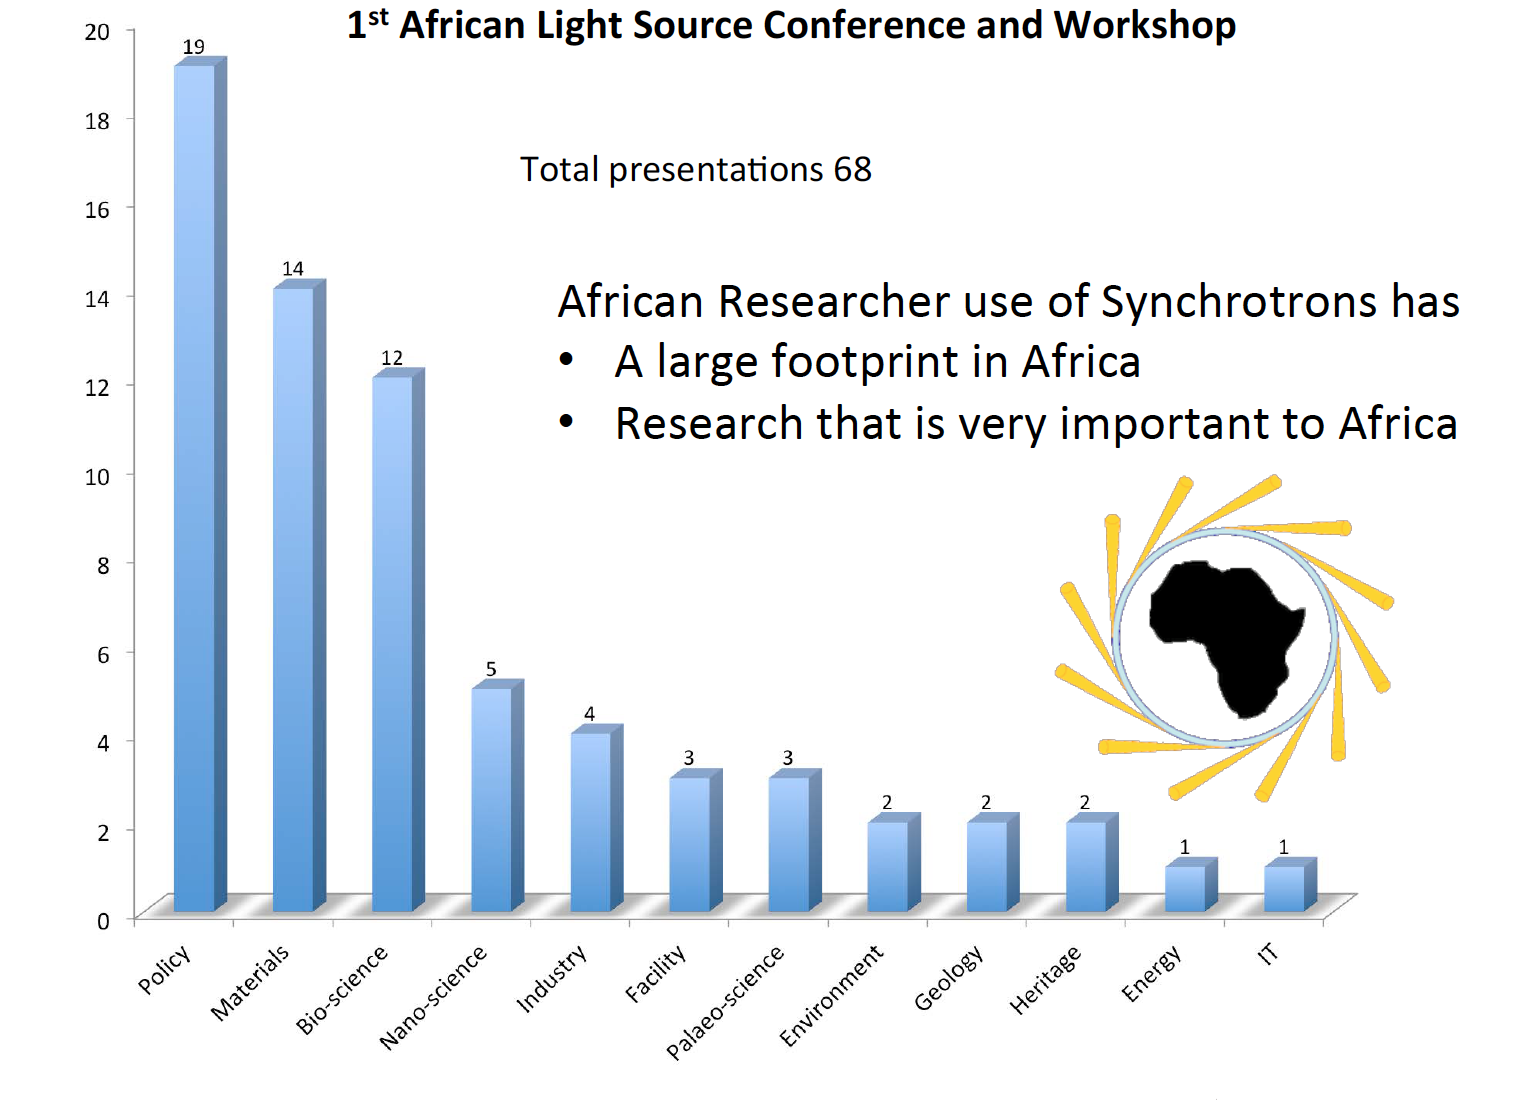 1st African Light Source Conference and Workshop
Total presentations 68
African Researcher use of Synchrotrons has
• A large footprint in Africa
• Research that is very important to Africa
20
18
16
14
12
10
8
6
4
2
0
19
14
12
5
4
3
3
2
2
2
1
1
Policy
Materials
Bio-science
Nano-science
Industry
Facility
Palaeo-science
Environment
Geology
Heritage
Energy
IT